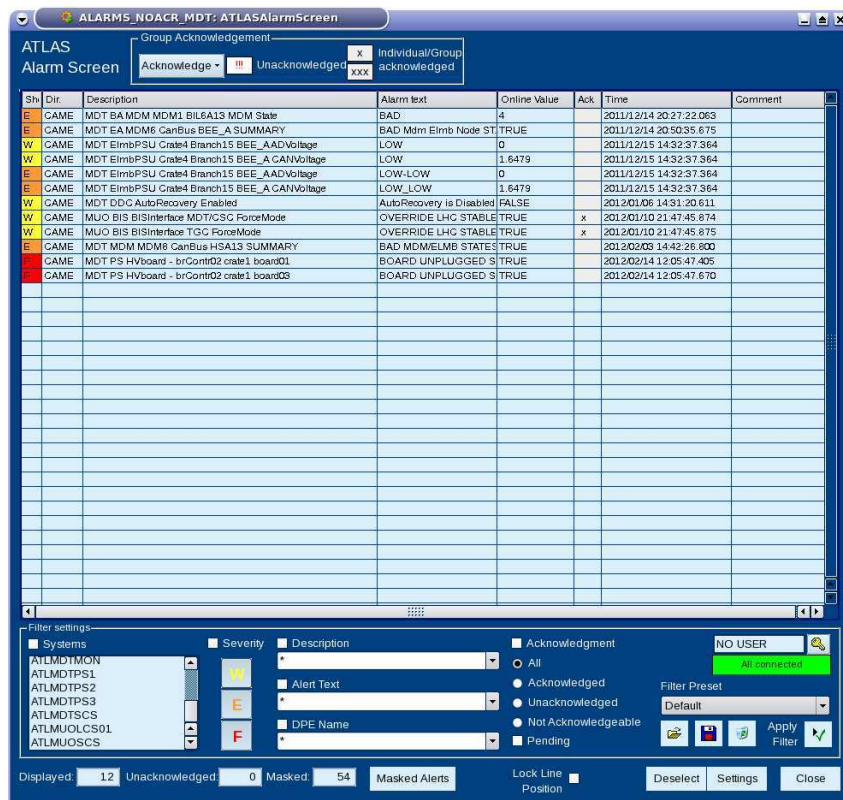 ALARMS_NOACR_MDT: ATLASAlarmScreen
ATLAS
Alarm Screen
Group Acknowledgement
Acknowledge
!!!
Unacknowledged
x
xxx
Individual/Group
acknowledged
Sh Dir. Description Alarm text Online Value Ack Time Comment
E CAME MDT BA MDM MDM1 BIL6A13 MDM State BAD 4 2011/12/14 20:27:22.063
E CAME MDT EA MDM6 CanBus BEE_A SUMMARY BAD Mdm Elmb Node ST. TRUE 2011/12/14 20:50:35.675
W CAME MDT ElmbPSU Crate4 Branch15 BEE_AADVoltage LOW 0 2011/12/15 14:32:37.364
W CAME MDT ElmbPSU Crate4 Branch15 BEE_A CANVoltage LOW 1.6479 2011/12/15 14:32:37.364
E CAME MDT ElmbPSU Crate4 Branch15 BEE_AADVoltage LOW-LOW 0 2011/12/15 14:32:37.364
E CAME MDT ElmbPSU Crate4 Branch15 BEE_A CANVoltage LOW_LOW 1.6479 2011/12/15 14:32:37.364
W CAME MDT DDC AutoRecovery Enabled AutoRecovery is Disabled FALSE 2012/01/06 14:31:20.611
W CAME MUO BIS BISInterface MDT/CSC ForceMode OVERRIDE LHC STABLE TRUE x 2012/01/10 21:47:45.874
W CAME MUO BIS BISInterface TGC ForceMode OVERRIDE LHC STABLE TRUE x 2012/01/10 21:47:45.875
E CAME MDT MDM MDM8 CanBus HSA13 SUMMARY BAD MDM/ELMB STATES TRUE 2012/02/03 14:42:26.800
F CAME MDT PS HVboard - brContr02 crate1 board01 BOARD UNPLUGGED S TRUE 2012/02/14 12:05:47.405
F CAME MDT PS HVboard - brContr02 crate1 board03 BOARD UNPLUGGED S TRUE 2012/02/14 12:05:47.670
Filter settings
Systems
ATLMDTMON
ATLMDTPS1
ATLMDTPS2
ATLMDTPS3
ATLMDTSCS
ATLMUOLCS01
ATLMUOSCS
Severity
W
E
F
Description
*
Alert Text
*
DPE Name
*
Acknowledgment
All
Acknowledged
Unacknowledged
Not Acknowledgeable
Pending
NO USER
All connected
Filter Preset
Default
Apply
Filter
Displayed: 12 Unacknowledged: 0 Masked: 54 Masked Alerts
Lock Line
Position
Deselect Settings Close